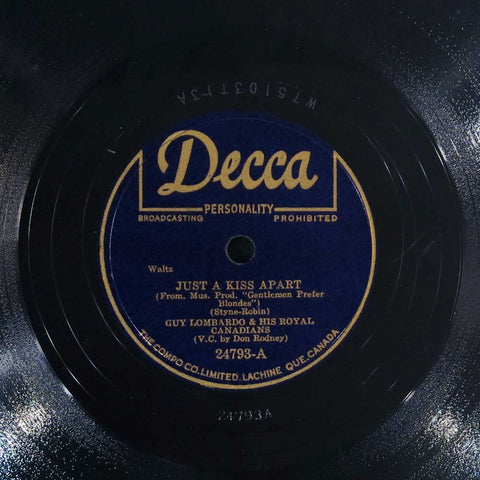 W75103T13A
Decca
PERSONALITY
BROADCASTING PROHIBITED
Waltz
JUST A KISS APART
(From. Mus. Prod. "Gentlemen Prefer
Blondes")
(Styne-Robin)
GUY LOMBARDO & HIS ROYAL
CANADIANS
(V.C. by Don Rodney)
24793-A
THE COMPO CO. LIMITED. LACHINE QUE. CANADA.
24793A